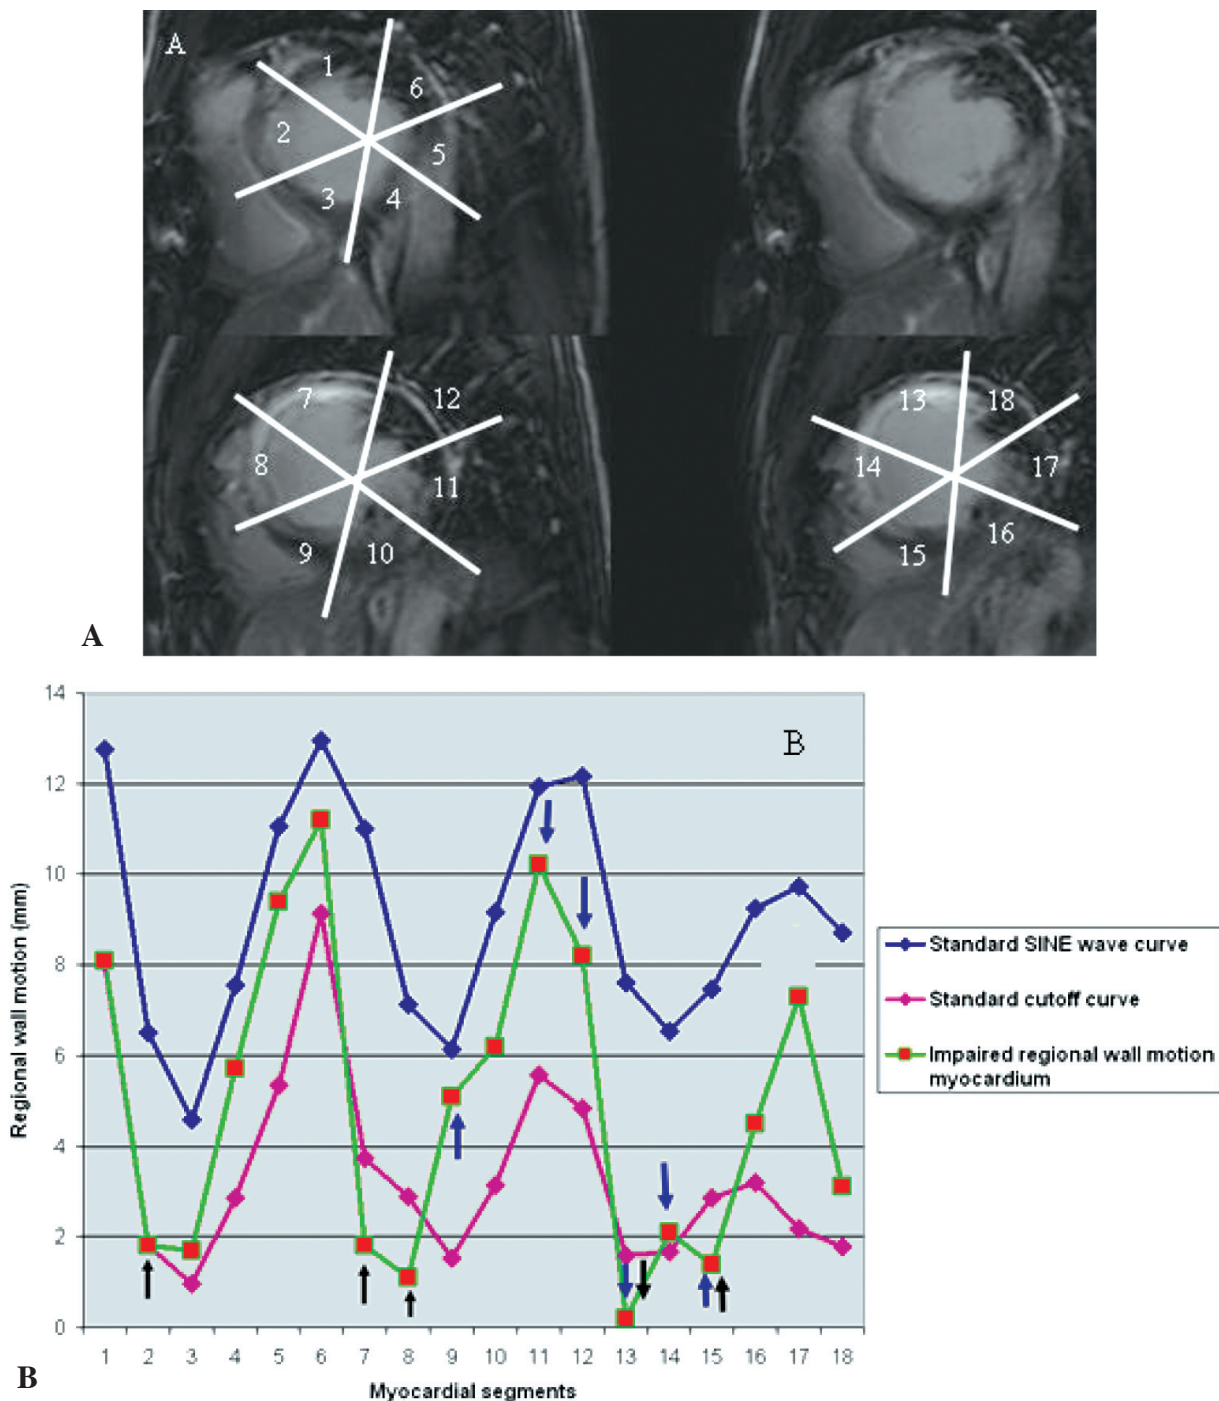 A
1
6
2
5
3
4
7
12
8
11
9
10
13
18
14
17
16
15
A
14
12
10
8
6
4
2
0
B
Regional wall motion (mm)
Standard SINE wave curve
Standard cutoff curve
Impaired regional wall motion
myocardium
1 2 3 4 5 6 7 8 9 10 11 12 13 14 15 16 17 18
Myocardial segments
B